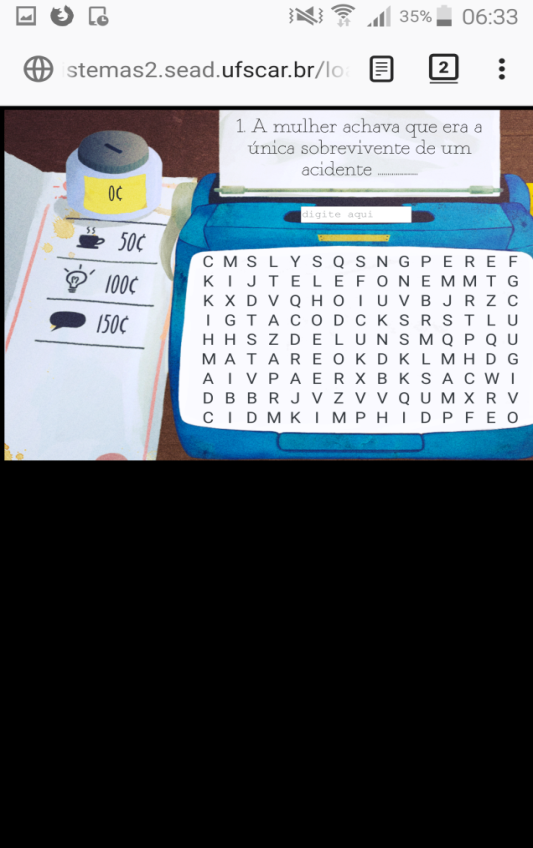 35% 06:33
stemas2.sead.ufscar.br/lo
2
1. A mulher achava que era a
única sobrevivente de um
acidente ............
0¢
digite aqui
50¢
100¢
150¢
C M S L Y S Q S N G P E R E F
K I J T E L E F O N E M M T G
K X D V Q H O I U V B J R Z C
I G T A C O D C K S R S T L U
H H S Z D E L U N S M Q P Q U
M A T A R E O K D K L M H D G
A I V P A E R X B K S A C W I
D B B R J V Z V V Q U M X R V
C I D M K I M P H I D P F E O